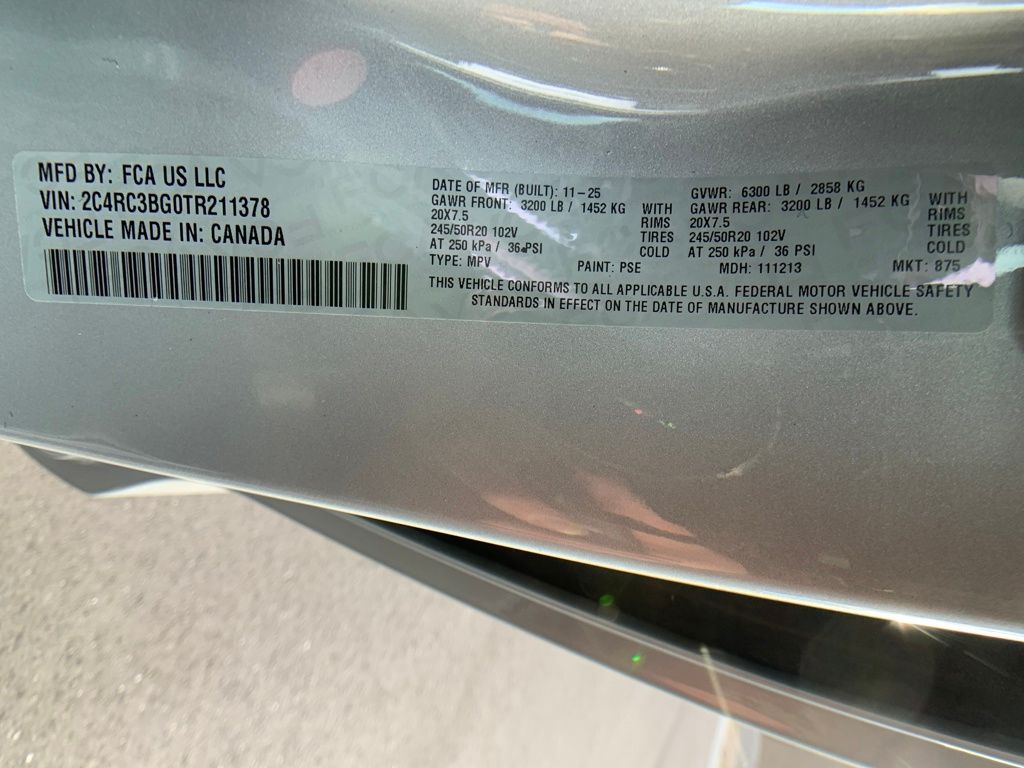 MFD BY: FCA US LLC
VIN: 2C4RC3BG0TR211378
VEHICLE MADE IN: CANADA
DATE OF MFR (BUILT): 11-25
GAWR FRONT: 3200 LB / 1452 KG WITH
20X7.5 RIMS
245/50R20 102V TIRES
AT 250 kPa / 36 PSI COLD
GVWR: 6300 LB / 2858 KG
GAWR REAR: 3200 LB / 1452 KG WITH
20X7.5 RIMS
245/50R20 102V TIRES
AT 250 kPa / 36 PSI COLD
TYPE: MPV PAINT: PSE MDH: 111213 MKT: 875
THIS VEHICLE CONFORMS TO ALL APPLICABLE U.S.A. FEDERAL MOTOR VEHICLE SAFETY
STANDARDS IN EFFECT ON THE DATE OF MANUFACTURE SHOWN ABOVE.